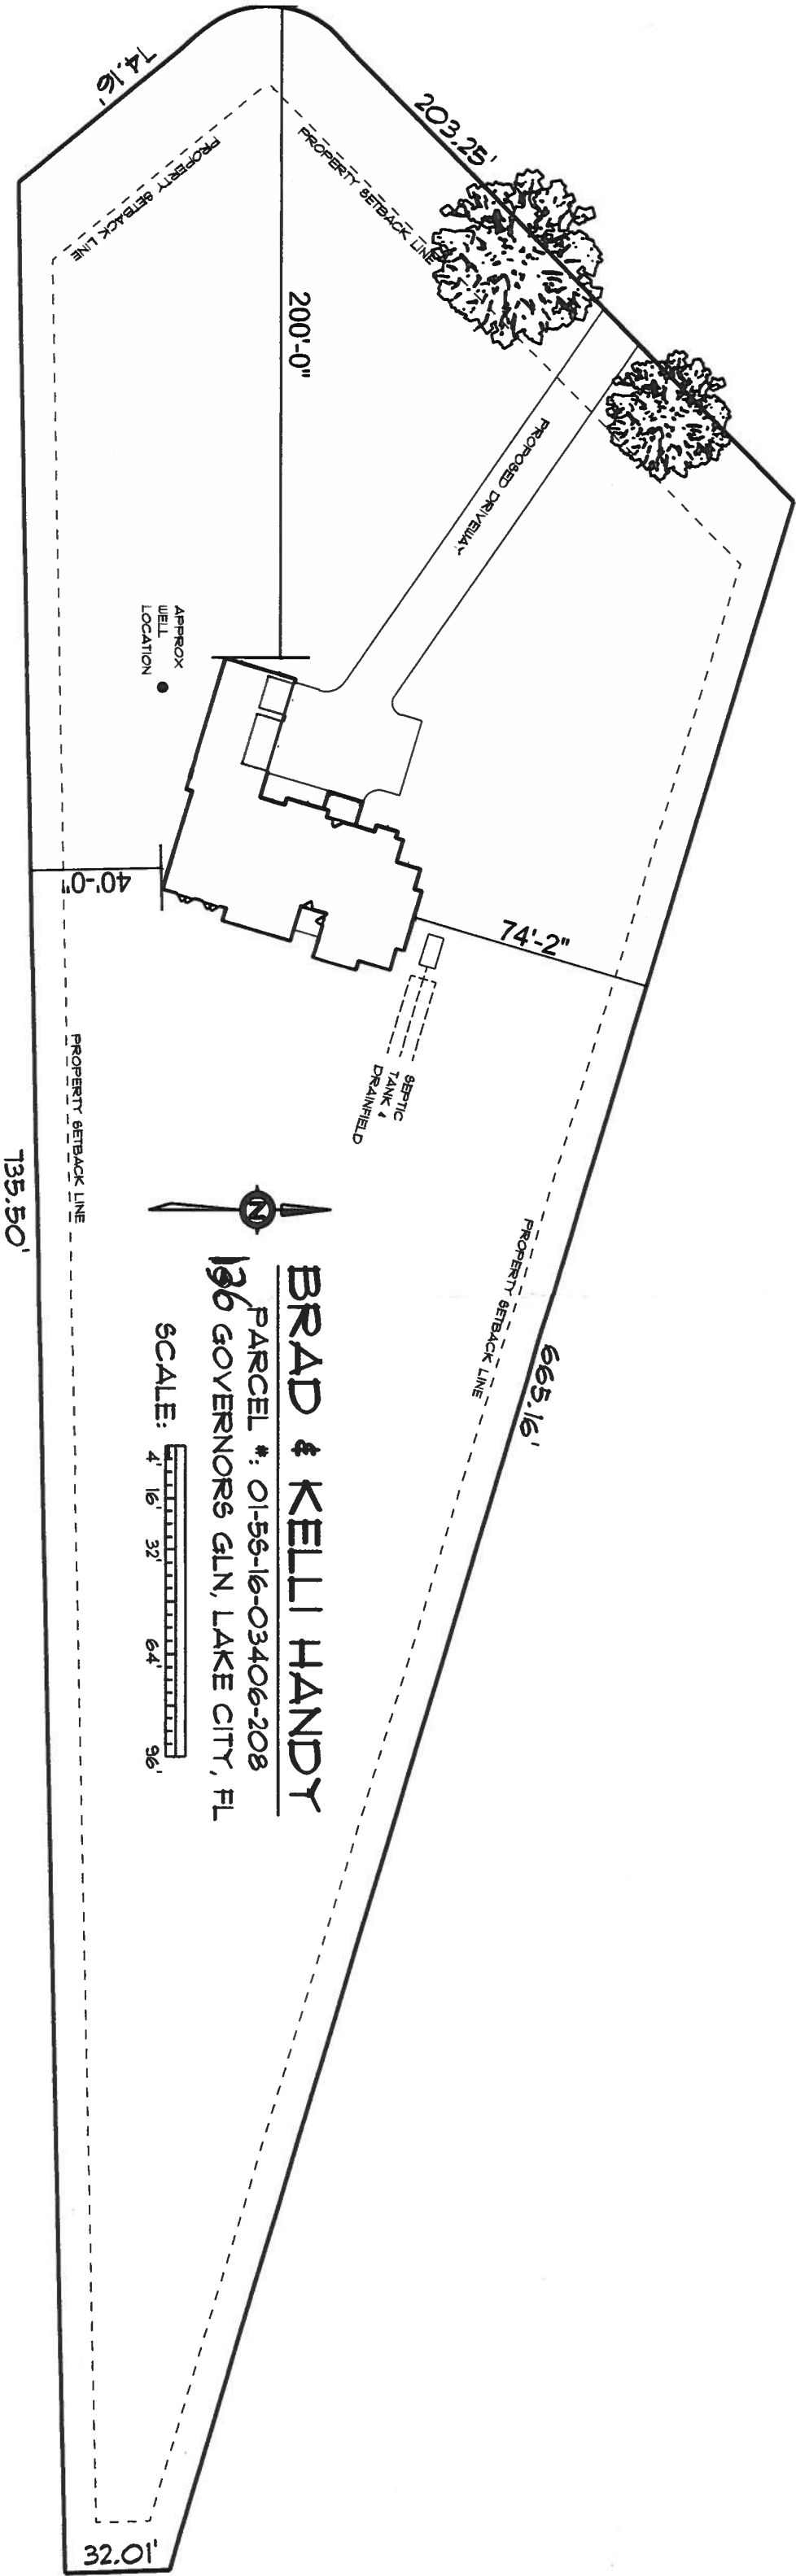 74.16'
203.25'
PROPERTY SETBACK LINE
PROPERTY SETBACK LINE
200'-0"
PROPOSED DRIVEWAY
APPROX
WELL
LOCATION
40'-0"
74'-2"
SEPTIC
TANK &
DRAINFIELD
PROPERTY SETBACK LINE
735.50'
PROPERTY SETBACK LINE
665.16'
N
BRAD & KELLI HANDY
PARCEL #: 01-5S-16-03406-208
136 GOVERNORS GLN, LAKE CITY, FL
SCALE:
4' 16' 32' 64' 96'
32.01'